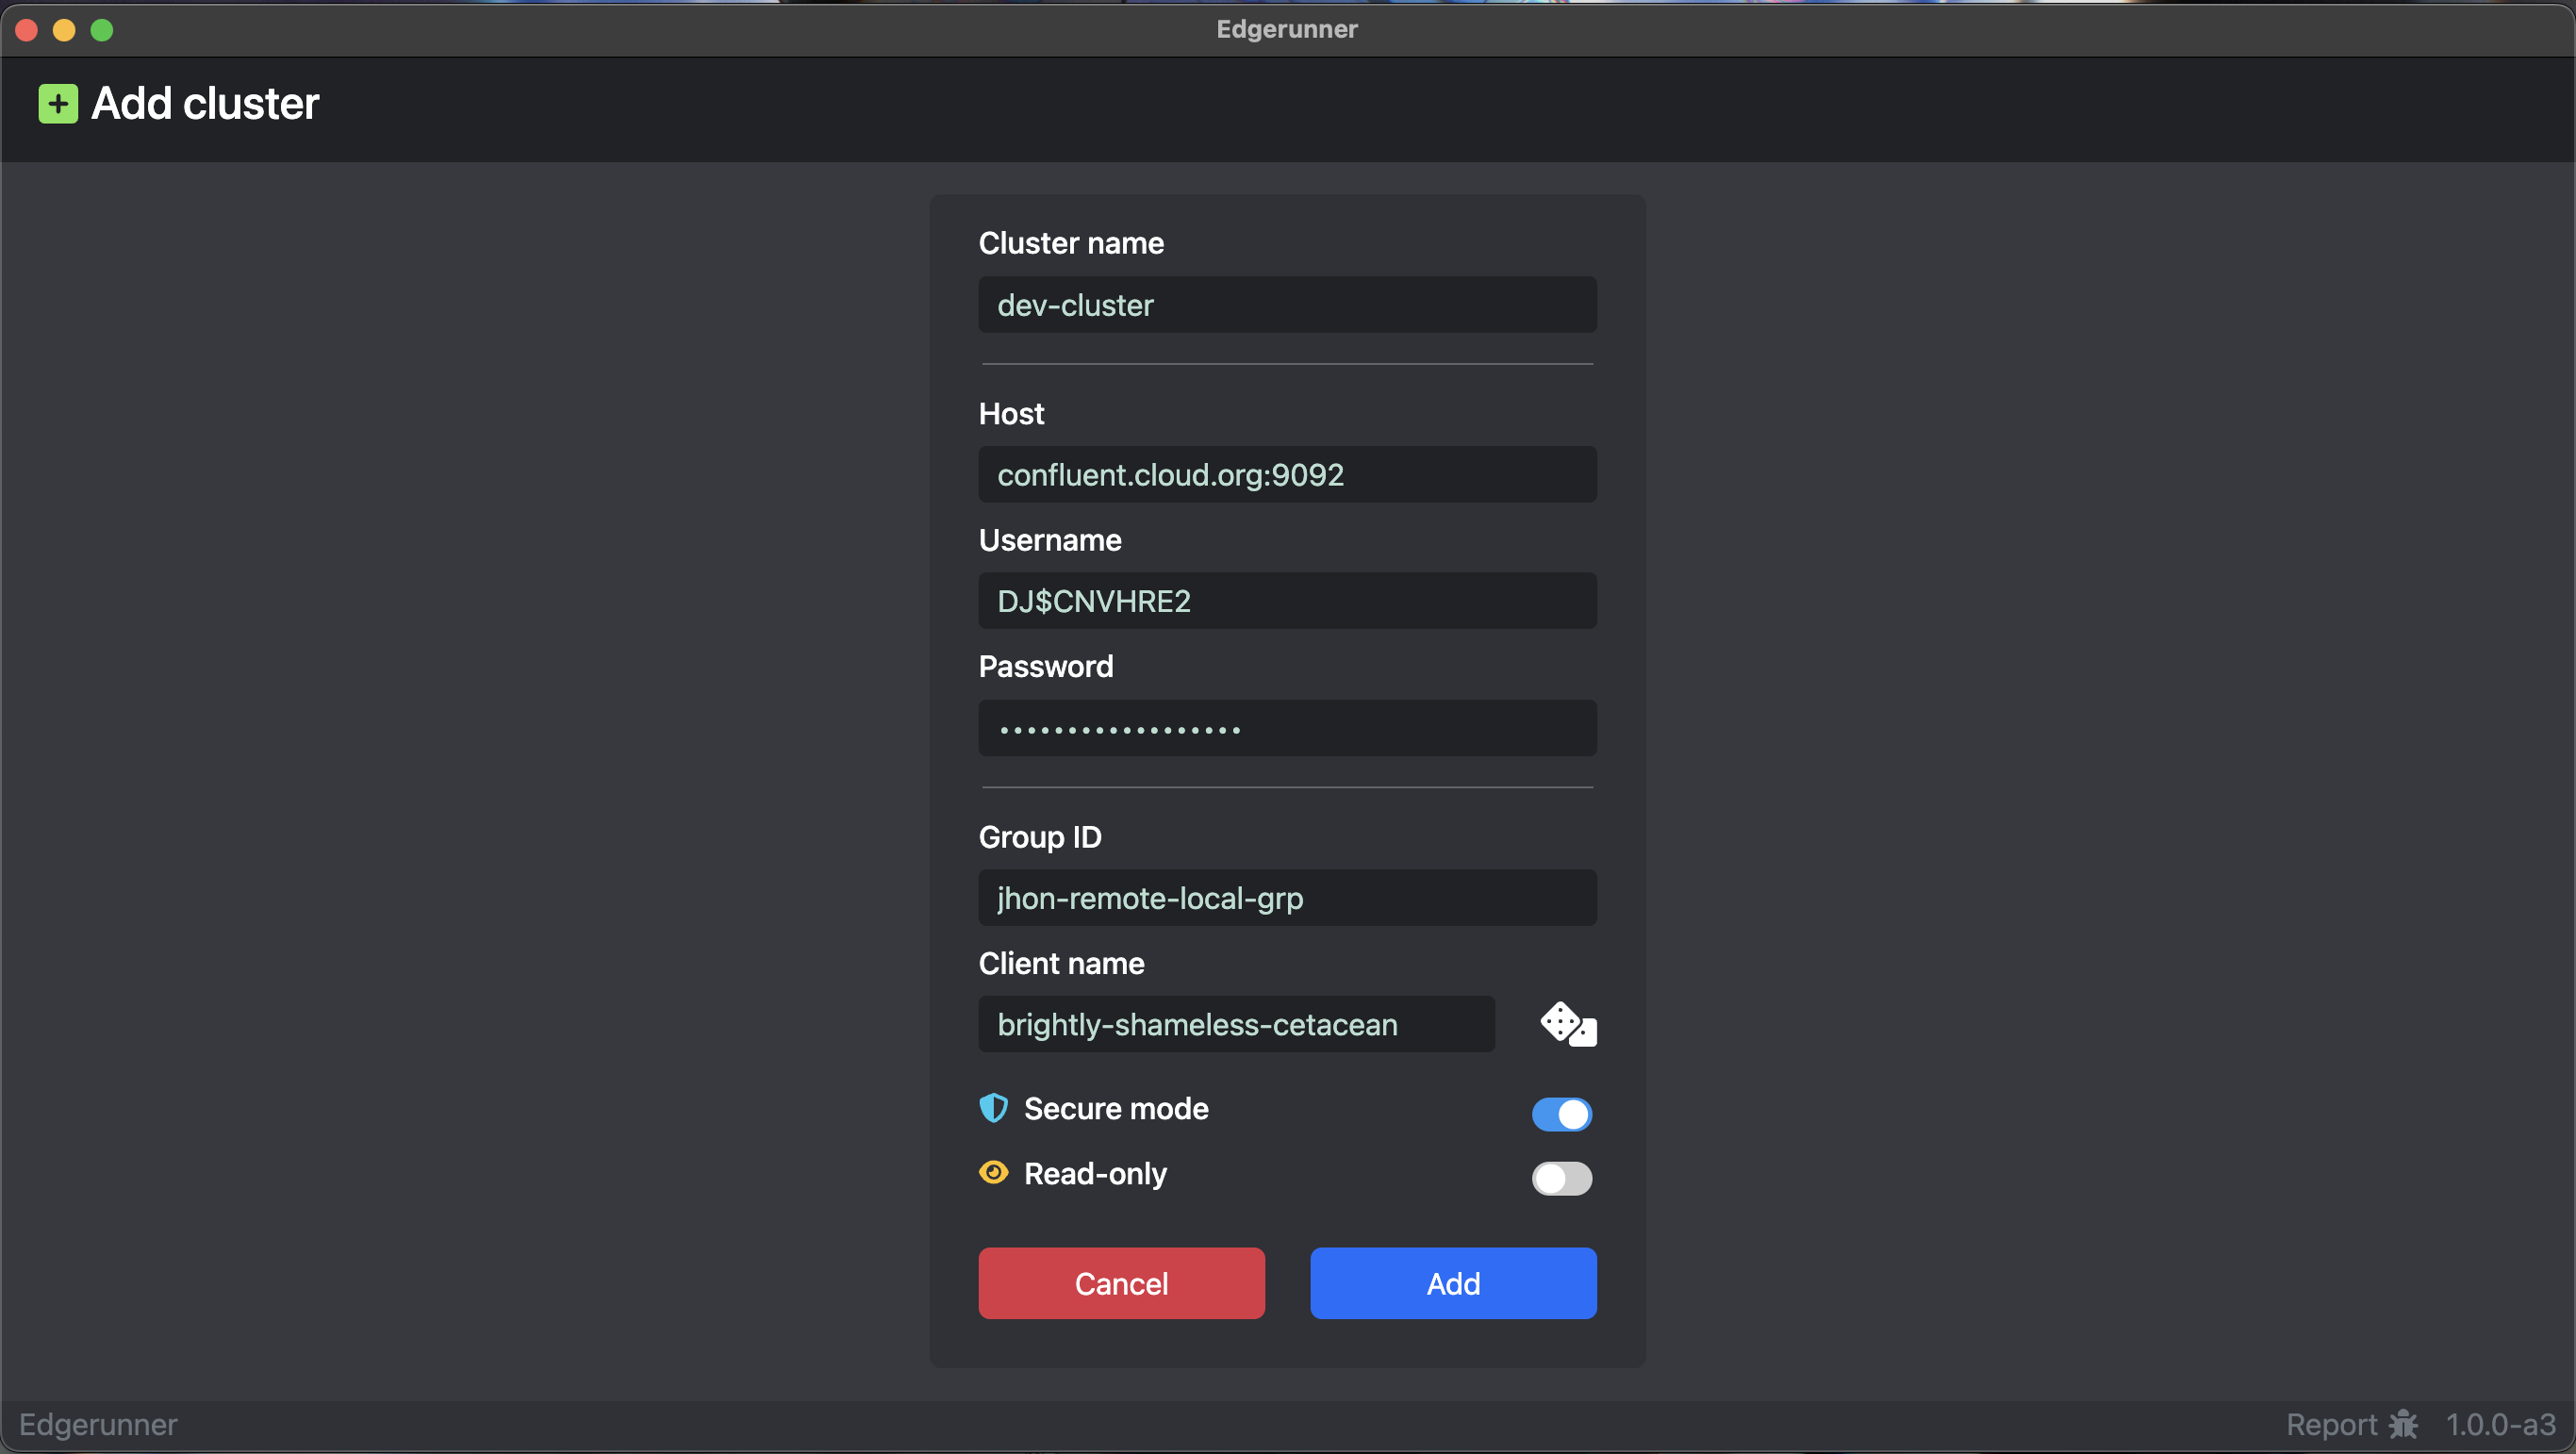 Edgerunner
Add cluster
Cluster name
dev-cluster
Host
confluent.cloud.org:9092
Username
DJ$CNVHRE2
Password
••••••••••••••••••
Group ID
jhon-remote-local-grp
Client name
brightly-shameless-cetacean
Secure mode
Read-only
Cancel Add
Edgerunner Report 1.0.0-a3